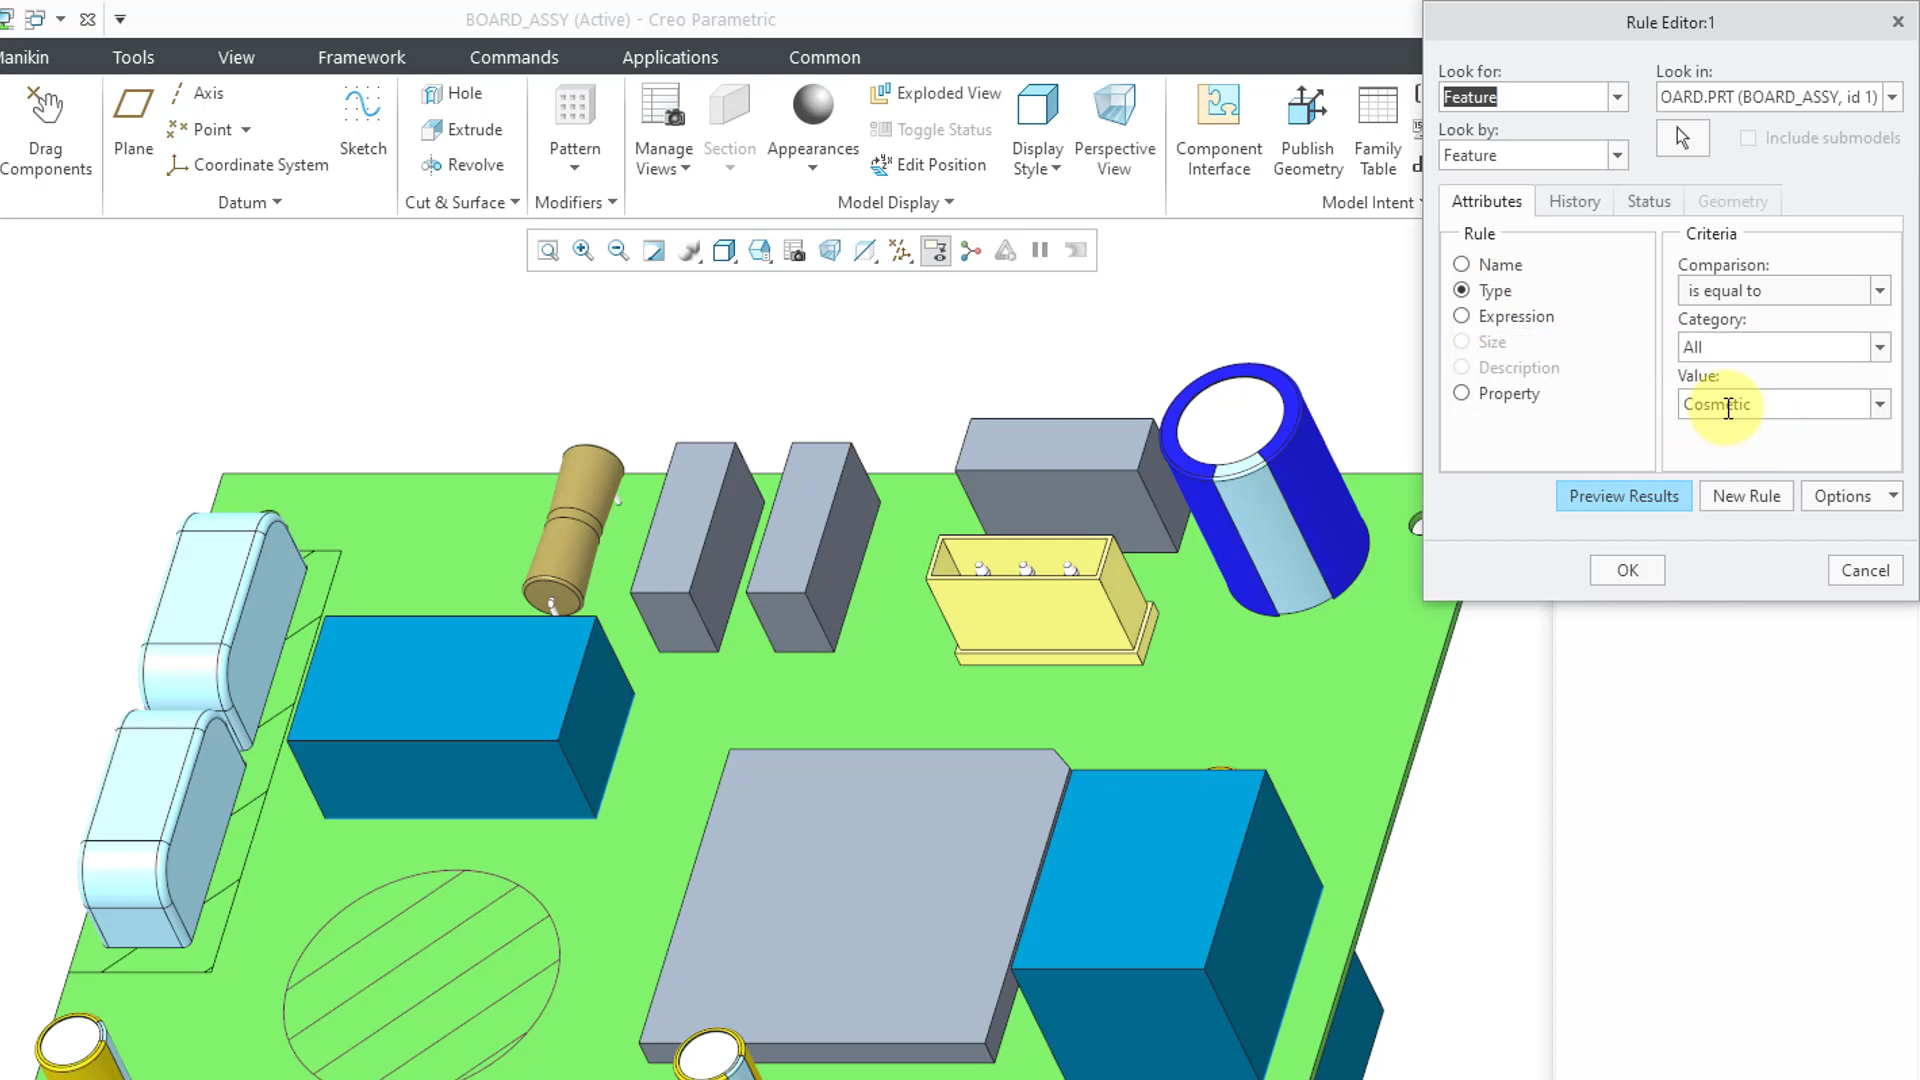 BOARD_ASSY (Active) - Creo Parametric
Manikin Tools View Framework Commands Applications Common
Drag Components
Plane
Axis
Point
Coordinate System
Sketch
Datum
Hole
Extrude
Revolve
Cut & Surface
Pattern
Modifiers
Manage Views
Section
Appearances
Exploded View
Toggle Status
Edit Position
Display Style
Perspective View
Model Display
Component Interface
Publish Geometry
Family Table
Model Intent
Rule Editor:1
Look for:
Feature
Look in:
OARD.PRT (BOARD_ASSY, id 1)
Look by:
Feature
Include submodels
Attributes History Status Geometry
Rule
Name
Type
Expression
Size
Description
Property
Criteria
Comparison:
is equal to
Category:
All
Value:
Cosmetic
Preview Results New Rule Options
OK Cancel